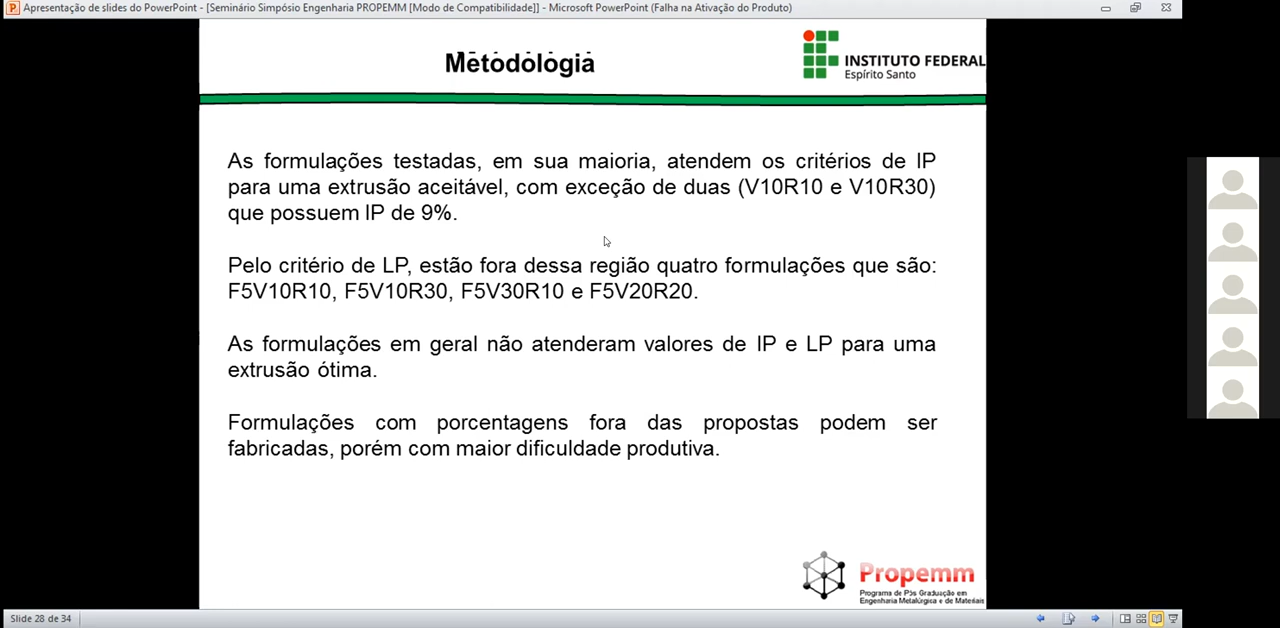 Apresentação de slides do PowerPoint - [Seminário Simpósio Engenharia PROPEMM [Modo de Compatibilidade]] - Microsoft PowerPoint (Falha na Ativação do Produto)
Metodologia
INSTITUTO FEDERAL
Espírito Santo
As formulações testadas, em sua maioria, atendem os critérios de IP
para uma extrusão aceitável, com exceção de duas (V10R10 e V10R30)
que possuem IP de 9%.
Pelo critério de LP, estão fora dessa região quatro formulações que são:
F5V10R10, F5V10R30, F5V30R10 e F5V20R20.
As formulações em geral não atenderam valores de IP e LP para uma
extrusão ótima.
Formulações com porcentagens fora das propostas podem ser
fabricadas, porém com maior dificuldade produtiva.
Propemm
Programa de Pós Graduação em
Engenharia Metalúrgica e de Materiais
Slide 28 de 34